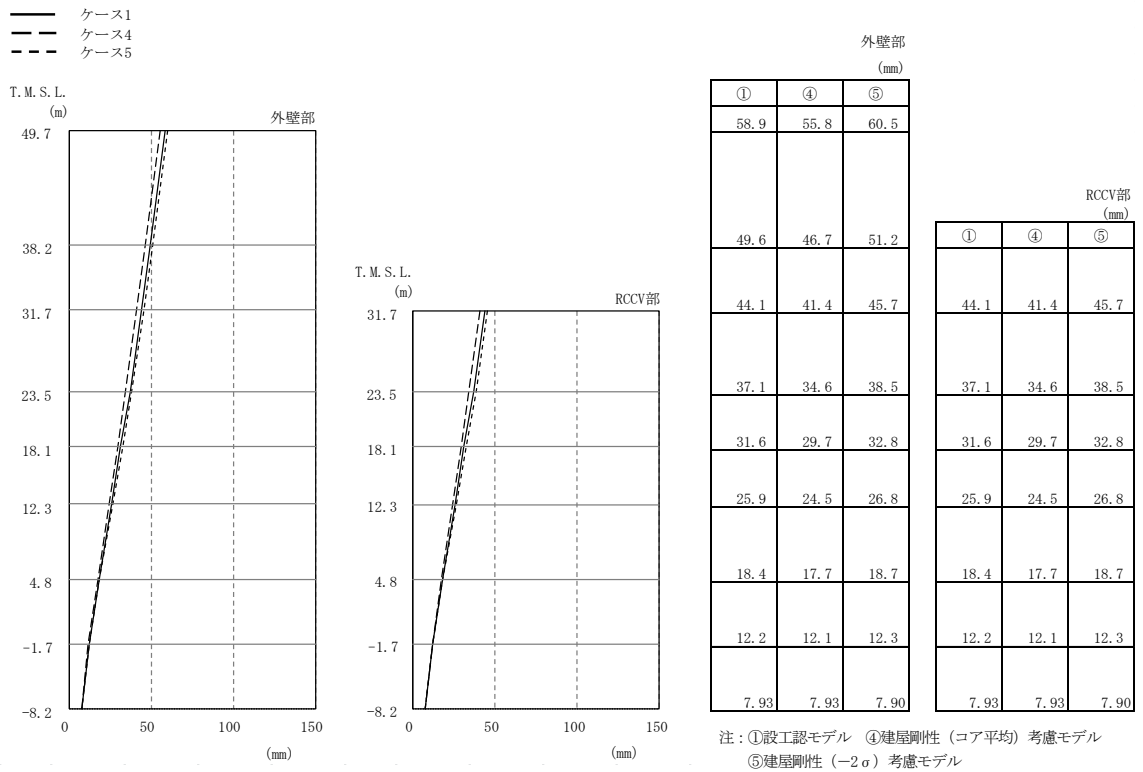 ケース1
ケース4
ケース5
T.M.S.L.
(m)
外壁部
49.7
38.2
31.7
23.5
18.1
12.3
4.8
-1.7
-8.2
0 50 100 150
(mm)
T.M.S.L.
(m)
RCCV部
31.7
23.5
18.1
12.3
4.8
-1.7
-8.2
0 50 100 150
(mm)
外壁部
(mm)
① ④ ⑤
58.9 55.8 60.5
49.6 46.7 51.2
44.1 41.4 45.7
37.1 34.6 38.5
31.6 29.7 32.8
25.9 24.5 26.8
18.4 17.7 18.7
12.2 12.1 12.3
7.93 7.93 7.90
RCCV部
(mm)
① ④ ⑤
44.1 41.4 45.7
37.1 34.6 38.5
31.6 29.7 32.8
25.9 24.5 26.8
18.4 17.7 18.7
12.2 12.1 12.3
7.93 7.93 7.90
注：①設工認モデル ④建屋剛性（コア平均）考慮モデル
⑤建屋剛性（－2σ）考慮モデル